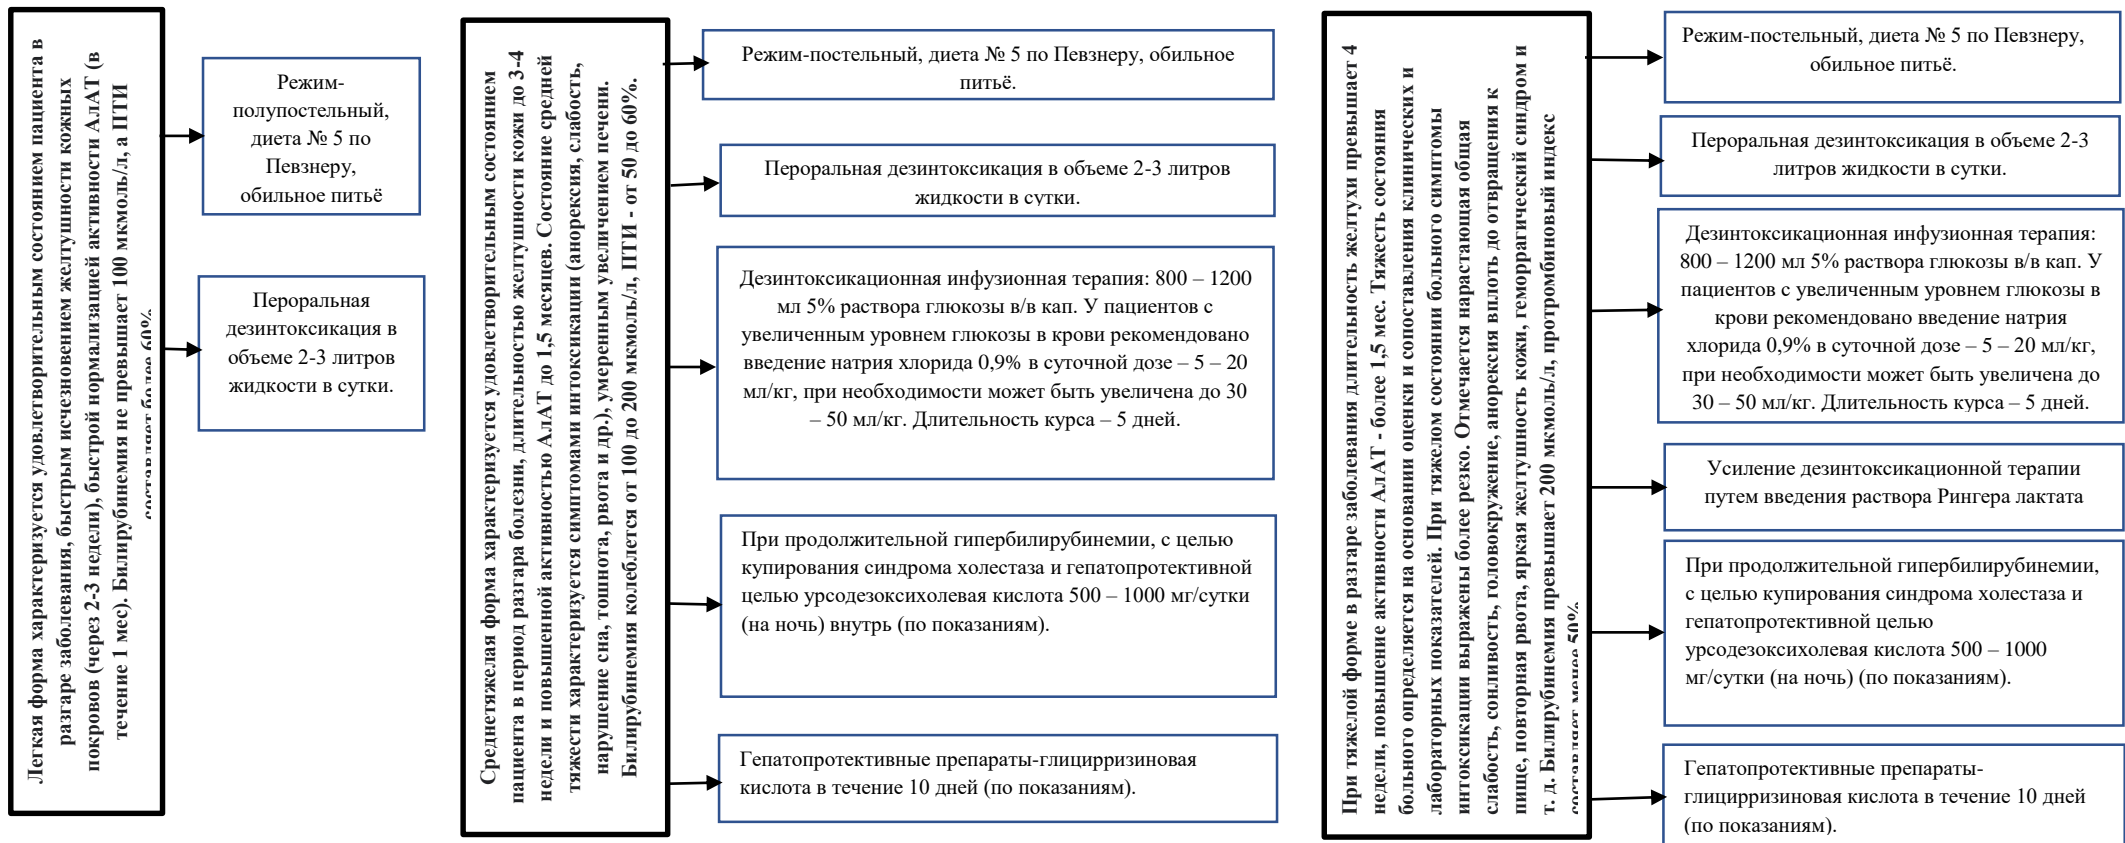 Легкая форма характеризуется удовлетворительным состоянием пациента в
разгаре заболевания, быстрым исчезновением желтушности кожных
покровов (через 2-3 недели), быстрой нормализацией активности АлАТ (в
течение 1 мес). Билирубинемия не превышает 100 мкмоль/л, а ПТИ
составляет более 60%
Режим-
полупостельный,
диета № 5 по
Певзнеру,
обильное питьё
Пероральная
дезинтоксикация в
объеме 2-3 литров
жидкости в сутки.
Среднетяжелая форма характеризуется удовлетворительным состоянием
пациента в период разгара болезни, длительностью желтушности кожи до 3-4
недели и повышенной активностью АлАТ до 1,5 месяцев. Состояние средней
тяжести характеризуется симптомами интоксикации (анорексия, слабость,
нарушение сна, тошнота, рвота и др.), умеренным увеличением печени.
Билирубинемия колеблется от 100 до 200 мкмоль/л, ПТИ - от 50 до 60%.
Режим-постельный, диета № 5 по Певзнеру, обильное
питьё.
Пероральная дезинтоксикация в объеме 2-3 литров
жидкости в сутки.
Дезинтоксикационная инфузионная терапия: 800 – 1200
мл 5% раствора глюкозы в/в кап. У пациентов с
увеличенным уровнем глюкозы в крови рекомендовано
введение натрия хлорида 0,9% в суточной дозе – 5 – 20
мл/кг, при необходимости может быть увеличена до 30
– 50 мл/кг. Длительность курса – 5 дней.
При продолжительной гипербилирубинемии, с целью
купирования синдрома холестаза и гепатопротективной
целью урсодезоксихолевая кислота 500 – 1000 мг/сутки
(на ночь) внутрь (по показаниям).
Гепатопротективные препараты-глицирризиновая
кислота в течение 10 дней (по показаниям).
При тяжелой форме в разгаре заболевания длительность желтухи превышает 4
недели, повышение активности АлАТ - более 1,5 мес. Тяжесть состояния
больного определяется на основании оценки и сопоставления клинических и
лабораторных показателей. При тяжелом состоянии больного симптомы
интоксикации выражены более резко. Отмечается нарастающая общая
слабость, сонливость, головокружение, анорексия вплоть до отвращения к
пище, повторная рвота, яркая желтушность кожи, геморрагический синдром и
т. д. Билирубинемия превышает 200 мкмоль/л, протромбиновый индекс
составляет менее 50%
Режим-постельный, диета № 5 по Певзнеру,
обильное питьё.
Пероральная дезинтоксикация в объеме 2-3
литров жидкости в сутки.
Дезинтоксикационная инфузионная терапия:
800 – 1200 мл 5% раствора глюкозы в/в кап. У
пациентов с увеличенным уровнем глюкозы в
крови рекомендовано введение натрия
хлорида 0,9% в суточной дозе – 5 – 20 мл/кг,
при необходимости может быть увеличена до
30 – 50 мл/кг. Длительность курса – 5 дней.
Усиление дезинтоксикационной терапии
путем введения раствора Рингера лактата
При продолжительной гипербилирубинемии,
с целью купирования синдрома холестаза и
гепатопротективной целью
урсодезоксихолевая кислота 500 – 1000
мг/сутки (на ночь) (по показаниям).
Гепатопротективные препараты-
глицирризиновая кислота в течение 10 дней
(по показаниям).